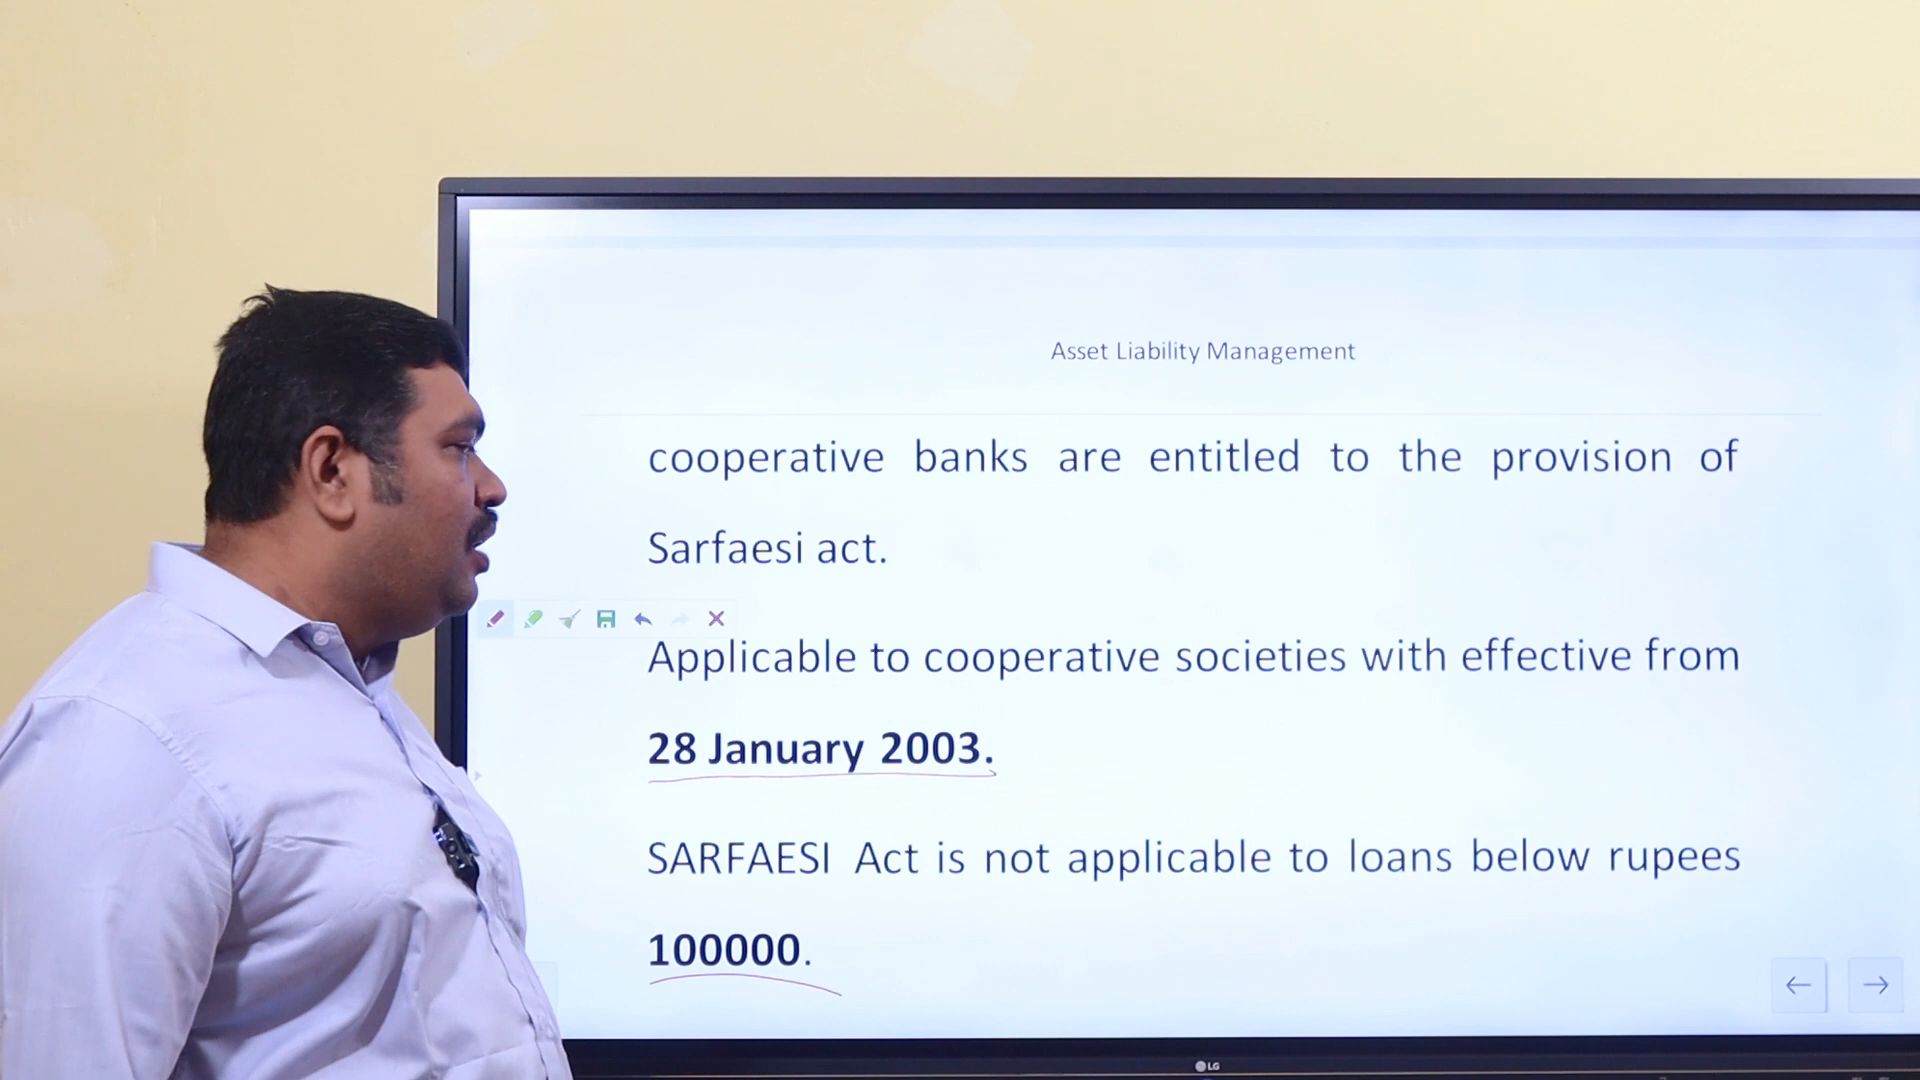 Asset Liability Management
cooperative banks are entitled to the provision of
Sarfaesi act.
Applicable to cooperative societies with effective from
28 January 2003.
SARFAESI Act is not applicable to loans below rupees
100000.
LG